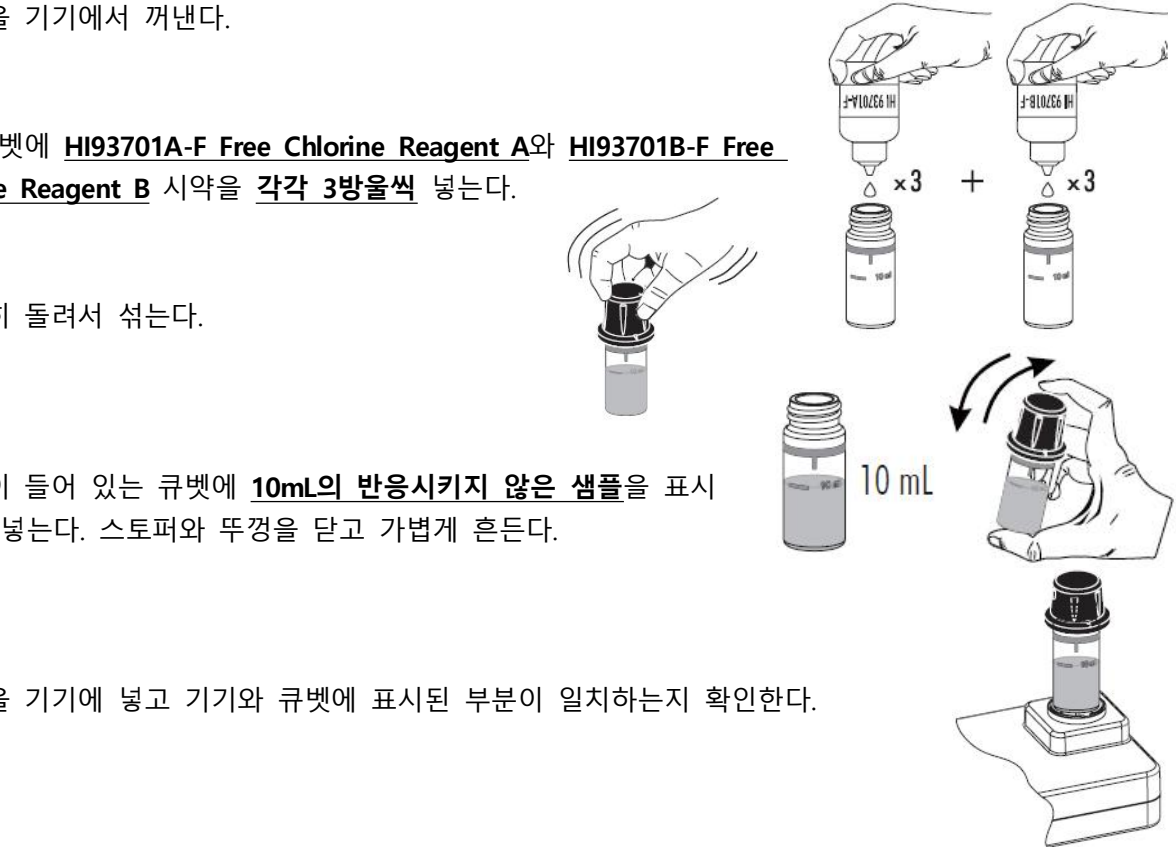 을 기기에서 꺼낸다.
HI 93701A-F
HI 93701B-F
벳에 HI93701A-F Free Chlorine Reagent A와 HI93701B-F Free
e Reagent B 시약을 각각 3방울씩 넣는다.
×3 + ×3
10 mL
10 mL
히 돌려서 섞는다.
이 들어 있는 큐벳에 10mL의 반응시키지 않은 샘플을 표시
넣는다. 스토퍼와 뚜껑을 닫고 가볍게 흔든다.
10 mL
10 mL
을 기기에 넣고 기기와 큐벳에 표시된 부분이 일치하는지 확인한다.